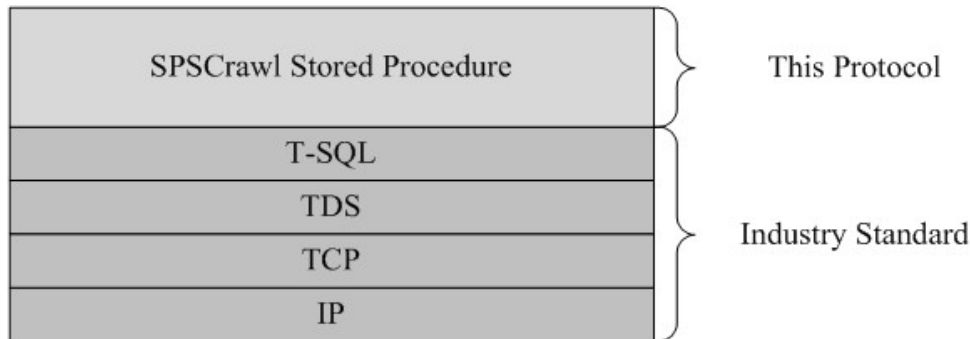 SPSCrawl Stored Procedure
This Protocol
T-SQL
TDS
TCP
IP
Industry Standard